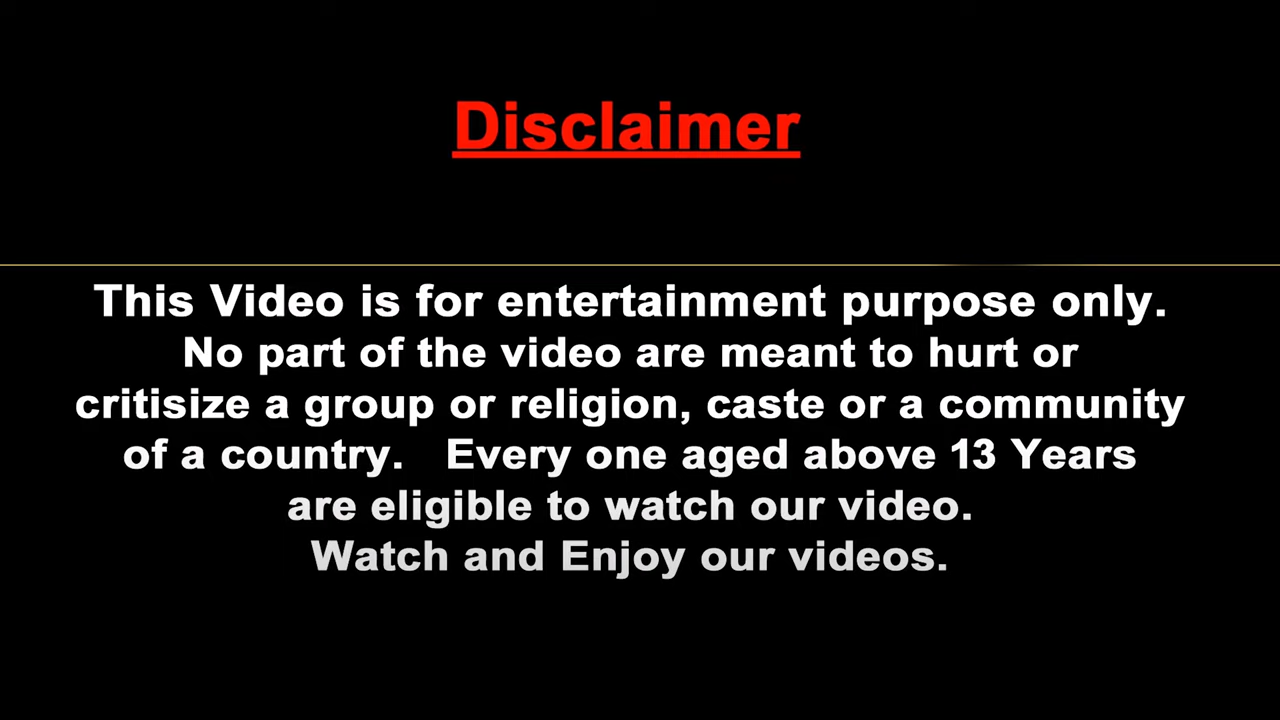 Disclaimer
This Video is for entertainment purpose only.
No part of the video are meant to hurt or
critisize a group or religion, caste or a community
of a country.   Every one aged above 13 Years
are eligible to watch our video.
Watch and Enjoy our videos.